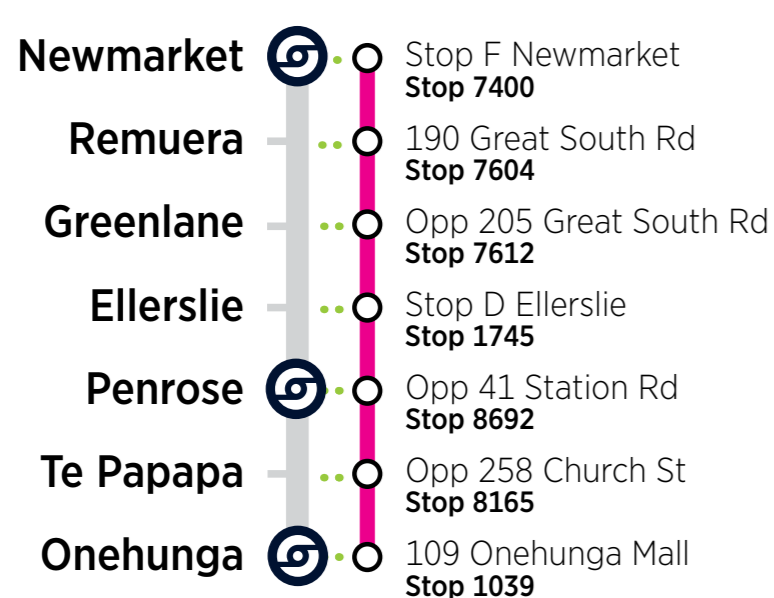 Newmarket
Stop F Newmarket
Stop 7400
Remuera
190 Great South Rd
Stop 7604
Greenlane
Opp 205 Great South Rd
Stop 7612
Ellerslie
Stop D Ellerslie
Stop 1745
Penrose
Opp 41 Station Rd
Stop 8692
Te Papapa
Opp 258 Church St
Stop 8165
Onehunga
109 Onehunga Mall
Stop 1039